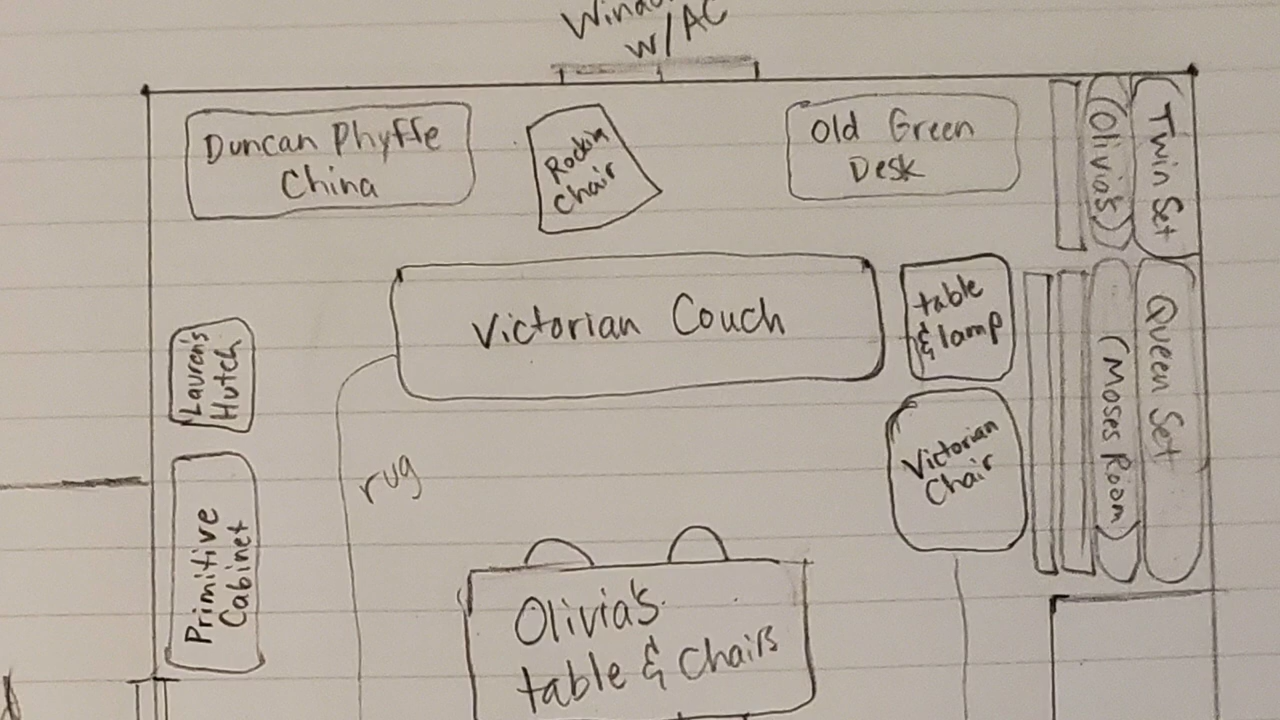 Window
w/AC
Duncan Phyffe
China
Rockin
Chair
Old Green
Desk
Twin Set
(Olivia's)
Victorian Couch
table
& lamp
Queen Set
(Moses Room)
Lauren's
Hutch
Victorian
Chair
rug
Primitive
Cabinet
Olivia's
table & Chairs